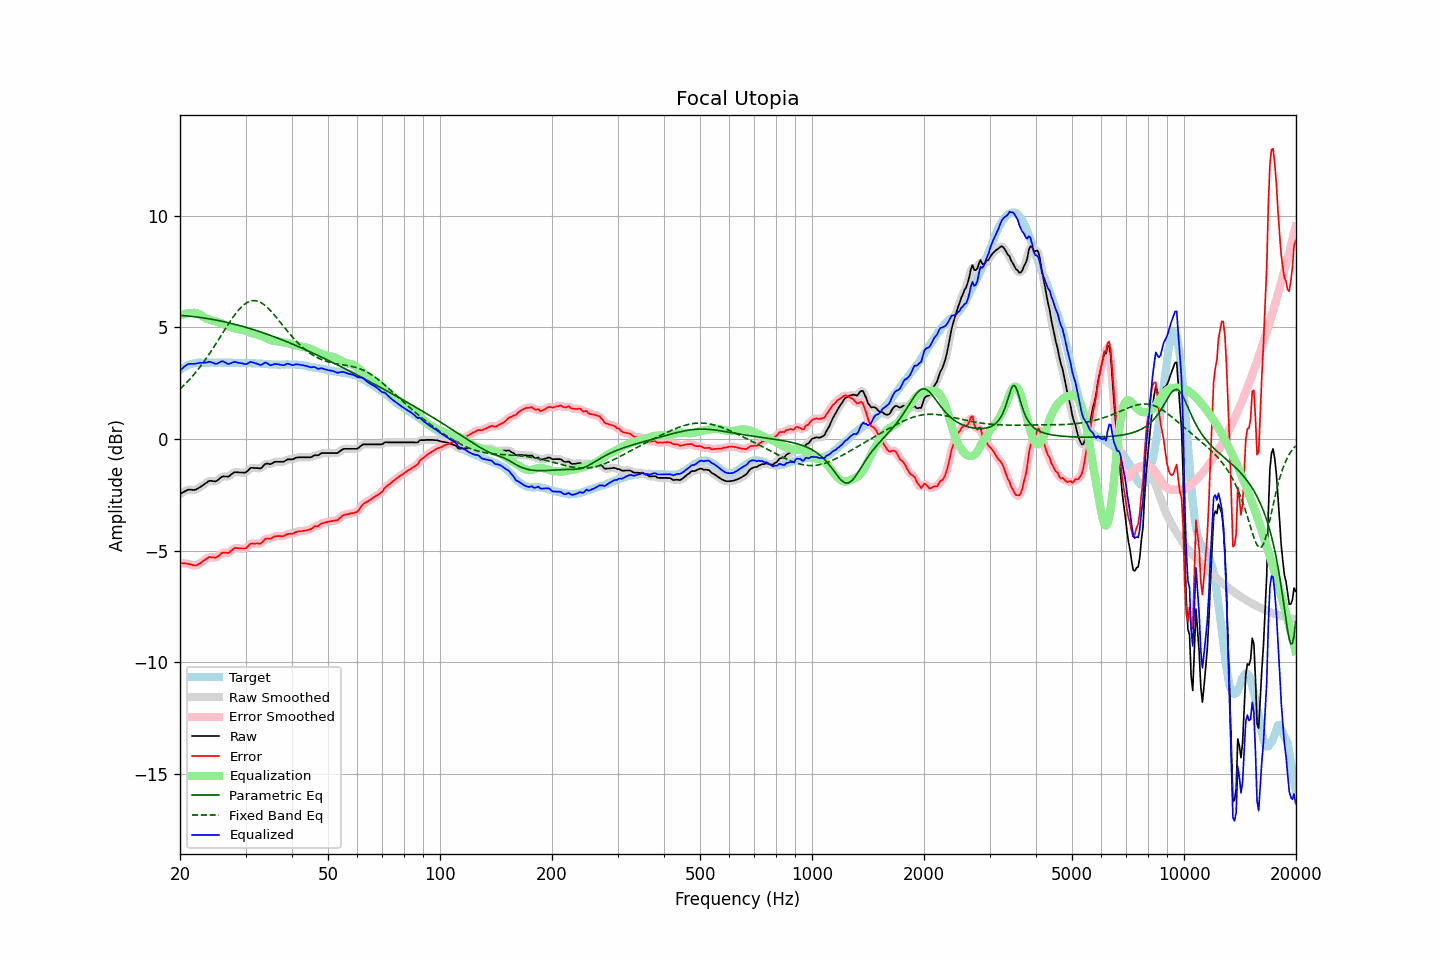 Focal Utopia
Amplitude (dBr)
10
5
0
−5
−10
−15
Target
Raw Smoothed
Error Smoothed
Raw
Error
Equalization
Parametric Eq
Fixed Band Eq
Equalized
20 50 100 200 500 1000 2000 5000 10000 20000
Frequency (Hz)